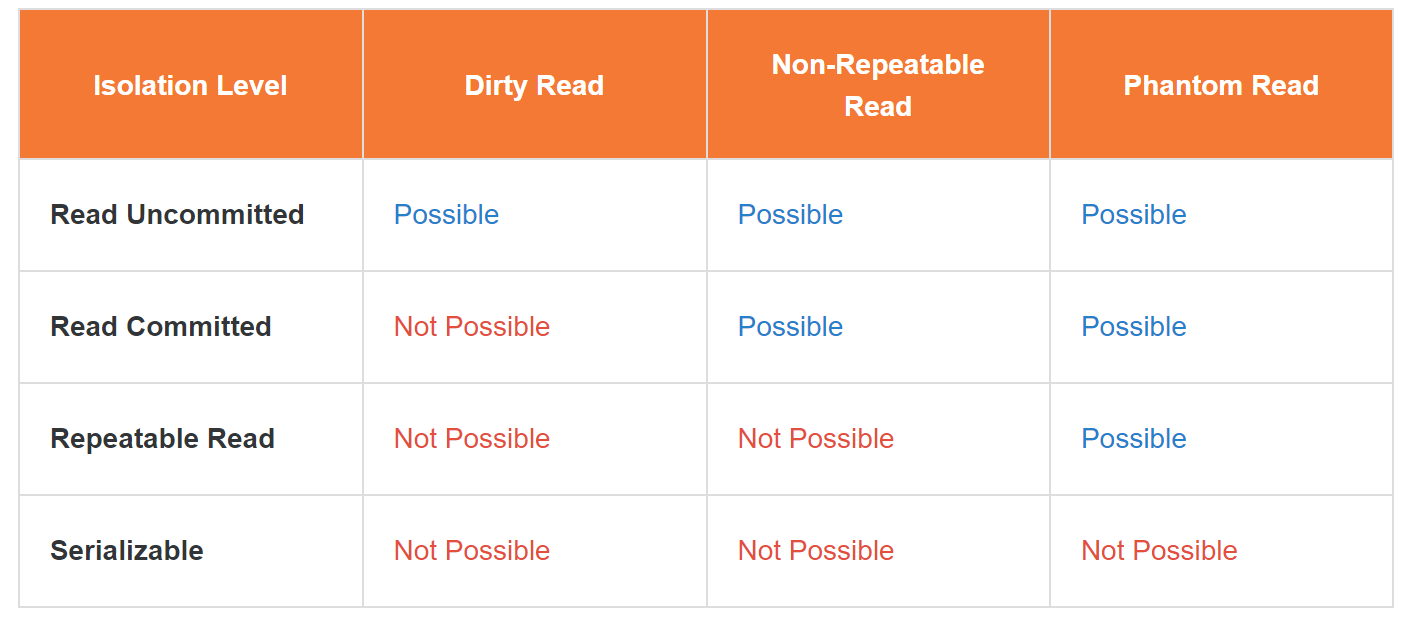 Isolation Level
Dirty Read
Non-Repeatable
Read
Phantom Read
Read Uncommitted
Possible
Possible
Possible
Read Committed
Not Possible
Possible
Possible
Repeatable Read
Not Possible
Not Possible
Possible
Serializable
Not Possible
Not Possible
Not Possible